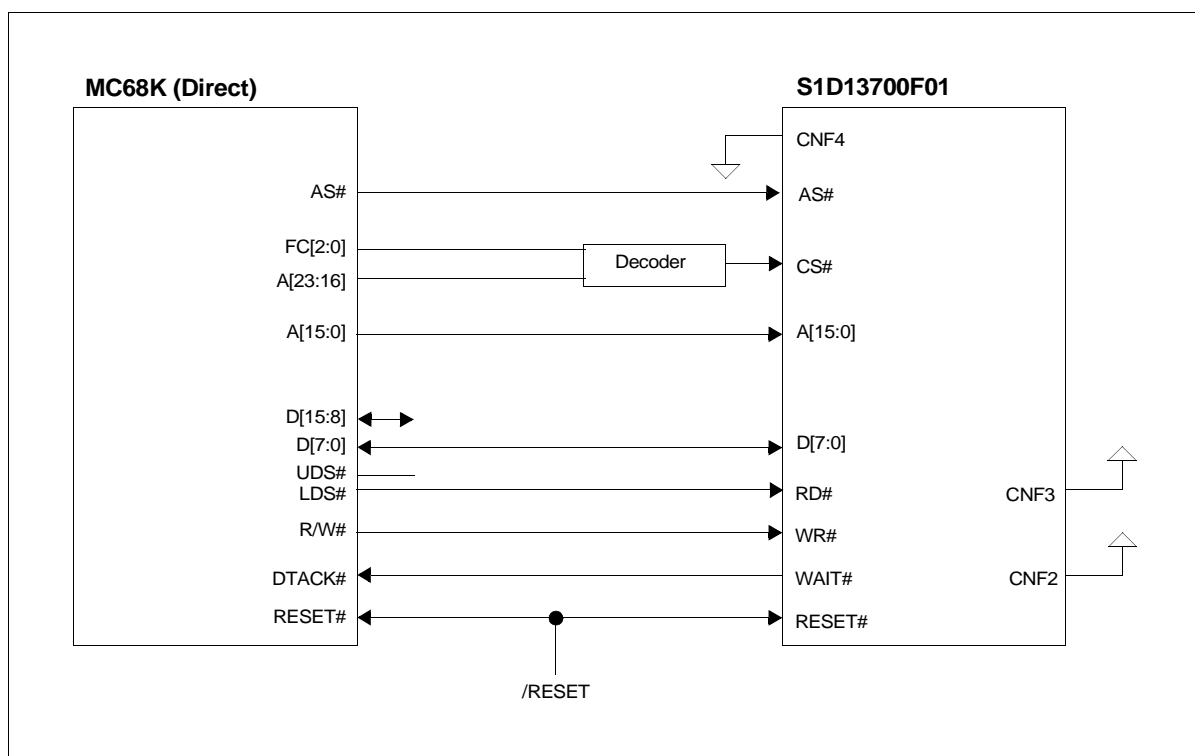 MC68K (Direct)
S1D13700F01
CNF4
AS#
AS#
FC[2:0]
Decoder
CS#
A[23:16]
A[15:0]
A[15:0]
D[15:8]
D[7:0]
D[7:0]
UDS#
LDS#
RD#
CNF3
R/W#
WR#
DTACK#
WAIT#
CNF2
RESET#
RESET#
/RESET